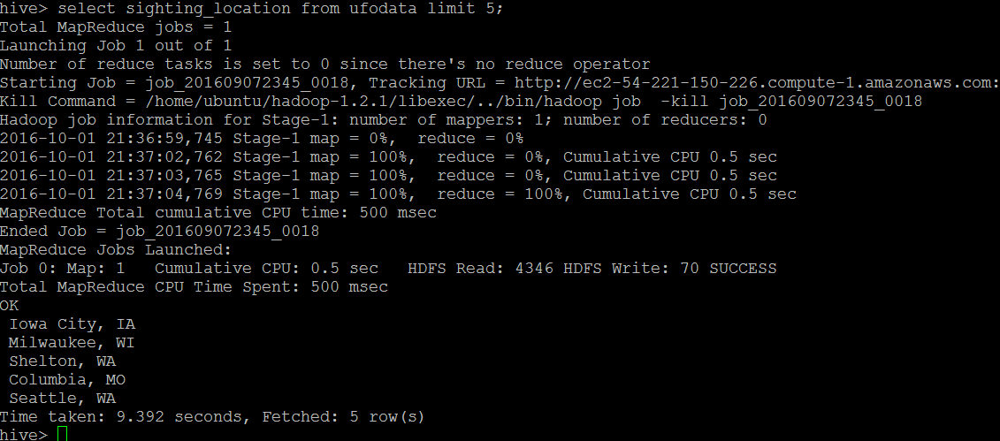 hive> select sighting_location from ufodata limit 5;
Total MapReduce jobs = 1
Launching Job 1 out of 1
Number of reduce tasks is set to 0 since there's no reduce operator
Starting Job = job_201609072345_0018, Tracking URL = http://ec2-54-221-150-226.compute-1.amazonaws.com:
Kill Command = /home/ubuntu/hadoop-1.2.1/libexec/../bin/hadoop job  -kill job_201609072345_0018
Hadoop job information for Stage-1: number of mappers: 1; number of reducers: 0
2016-10-01 21:36:59,745 Stage-1 map = 0%,  reduce = 0%
2016-10-01 21:37:02,762 Stage-1 map = 100%,  reduce = 0%, Cumulative CPU 0.5 sec
2016-10-01 21:37:03,765 Stage-1 map = 100%,  reduce = 0%, Cumulative CPU 0.5 sec
2016-10-01 21:37:04,769 Stage-1 map = 100%,  reduce = 100%, Cumulative CPU 0.5 sec
MapReduce Total cumulative CPU time: 500 msec
Ended Job = job_201609072345_0018
MapReduce Jobs Launched:
Job 0: Map: 1   Cumulative CPU: 0.5 sec   HDFS Read: 4346 HDFS Write: 70 SUCCESS
Total MapReduce CPU Time Spent: 500 msec
OK
 Iowa City, IA
 Milwaukee, WI
 Shelton, WA
 Columbia, MO
 Seattle, WA
Time taken: 9.392 seconds, Fetched: 5 row(s)
hive>